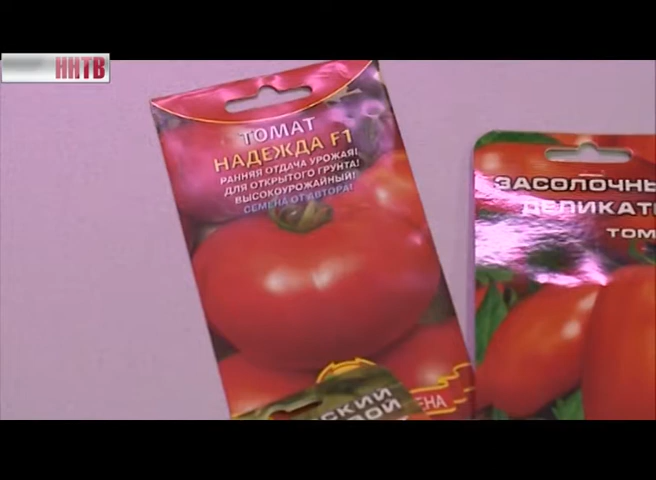 ННТВ
ТОМАТ
НАДЕЖДА F1
РАННЯЯ ОТДАЧА УРОЖАЯ!
ДЛЯ ОТКРЫТОГО ГРУНТА!
ВЫСОКОУРОЖАЙНЫЙ!
СЕМЕНА ОТ АВТОРА!
ЗАСОЛОЧНЫ
ДЕЛИКАТ
ТОМ